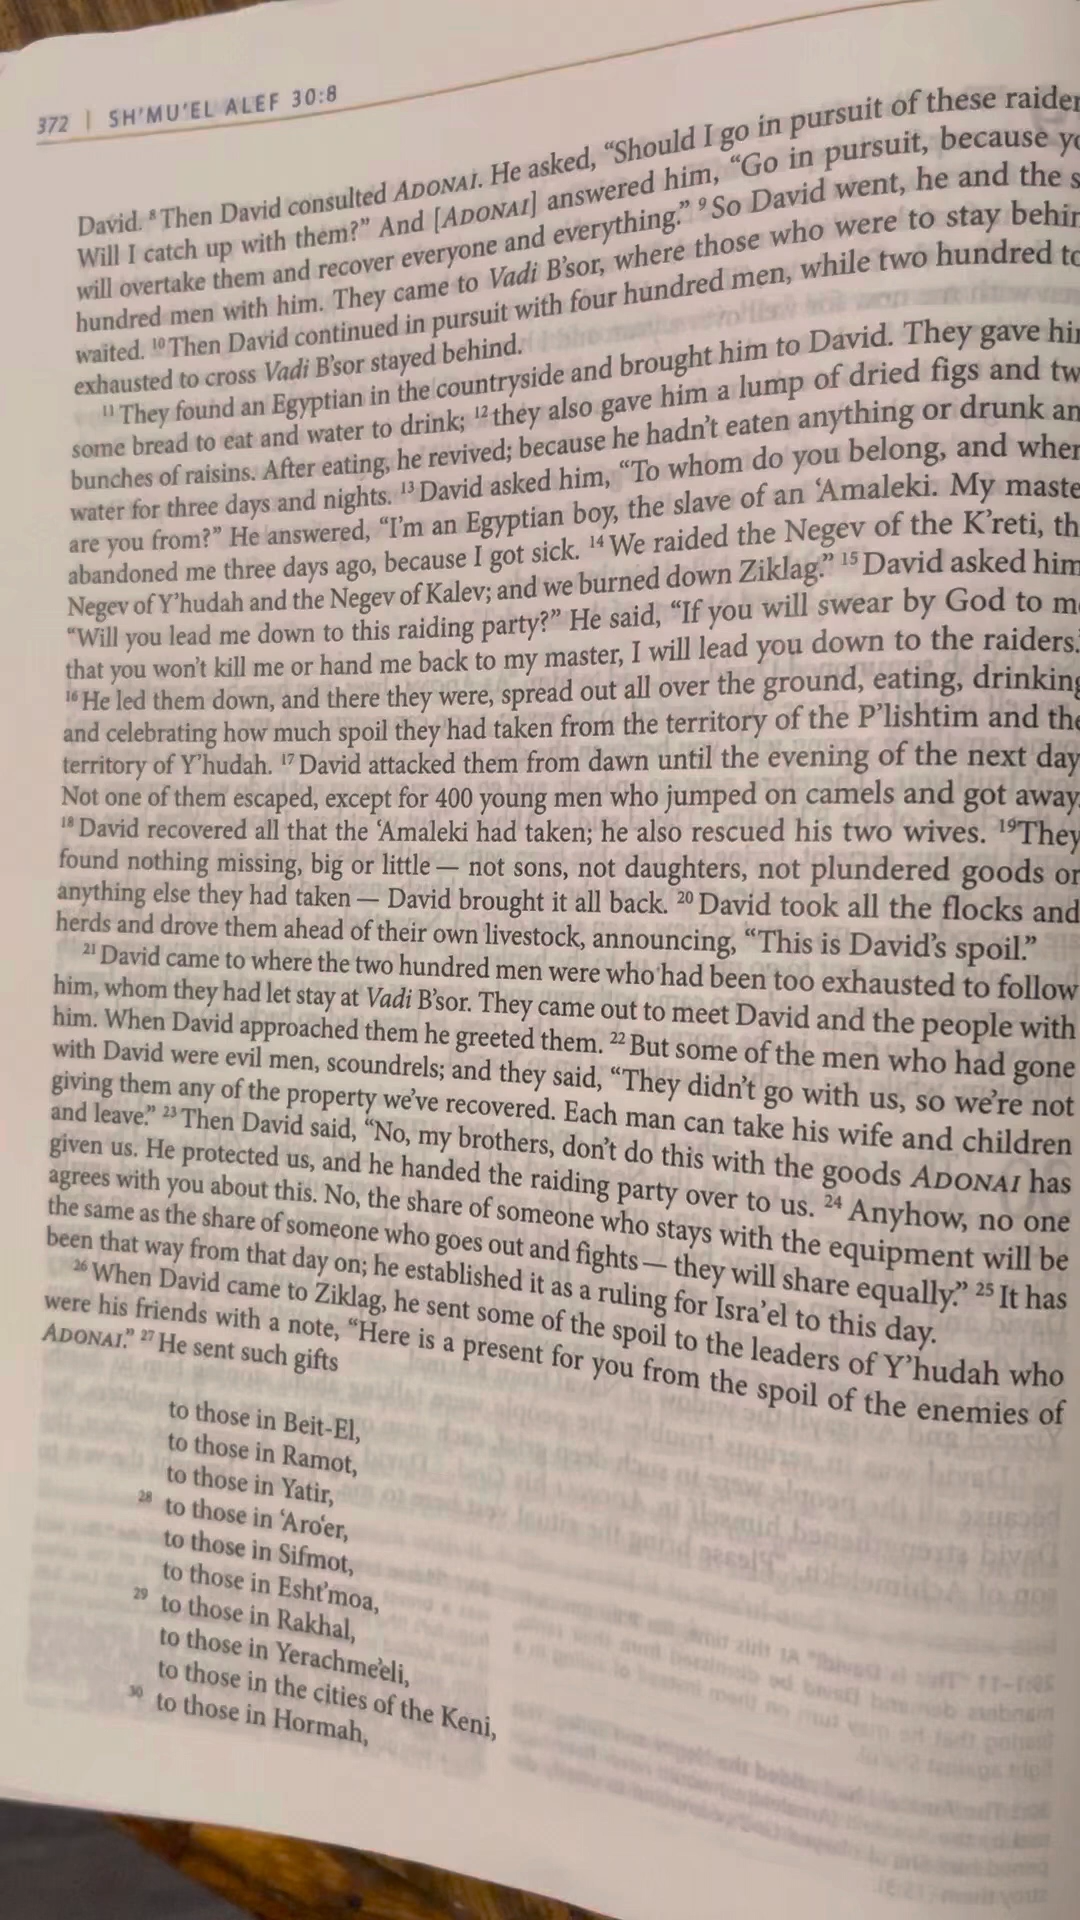 372 | SH'MU'EL ALEF 30:8
David. 8 Then David consulted ADONAI. He asked, “Should I go in pursuit of these
Will I catch up with them?” And [ADONAI] answered him, “Go in pursuit, because
will overtake them and recover everyone and everything.” 9 So David went, he and the
hundred men with him. They came to Vadi B'sor, where those who were to stay
waited. 10 Then David continued in pursuit with four hundred men, while two hundred
exhausted to cross Vadi B'sor stayed behind.
11 They found an Egyptian in the countryside and brought him to David. They gave
some bread to eat and water to drink; 12 they also gave him a lump of dried figs and
bunches of raisins. After eating, he revived; because he hadn't eaten anything or drunk
water for three days and nights. 13 David asked him, “To whom do you belong, and
are you from?” He answered, “I'm an Egyptian boy, the slave of an ‘Amaleki. My
abandoned me three days ago, because I got sick. 14 We raided the Negev of the K'reti,
Negev of Y'hudah and the Negev of Kalev; and we burned down Ziklag.” 15 David asked him
“Will you lead me down to this raiding party?” He said, “If you will swear by God to
that you won't kill me or hand me back to my master, I will lead you down to the raiders.
16 He led them down, and there they were, spread out all over the ground, eating, drinking
and celebrating how much spoil they had taken from the territory of the P'lishtim and the
territory of Y'hudah. 17 David attacked them from dawn until the evening of the next day
Not one of them escaped, except for 400 young men who jumped on camels and got away.
18 David recovered all that the ‘Amaleki had taken; he also rescued his two wives. 19 They
found nothing missing, big or little — not sons, not daughters, not plundered goods or
anything else they had taken — David brought it all back. 20 David took all the flocks and
herds and drove them ahead of their own livestock, announcing, “This is David's spoil.”
21 David came to where the two hundred men were who had been too exhausted to follow
him, whom they had let stay at Vadi B'sor. They came out to meet David and the people with
him. When David approached them he greeted them. 22 But some of the men who had gone
with David were evil men, scoundrels; and they said, “They didn't go with us, so we're not
giving them any of the property we've recovered. Each man can take his wife and children
and leave.” 23 Then David said, “No, my brothers, don't do this with the goods ADONAI has
given us. He protected us, and he handed the raiding party over to us. 24 Anyhow, no one
agrees with you about this. No, the share of someone who stays with the equipment will be
the same as the share of someone who goes out and fights — they will share equally.” 25 It has
been that way from that day on; he established it as a ruling for Isra'el to this day.
26 When David came to Ziklag, he sent some of the spoil to the leaders of Y'hudah who
were his friends with a note, “Here is a present for you from the spoil of the enemies of
ADONAI.” 27 He sent such gifts
to those in Beit-El,
to those in Ramot,
to those in Yatir,
28 to those in ‘Aro‘er,
to those in Sifmot,
to those in Esht'moa,
29 to those in Rakhal,
to those in Yerachme'eli,
to those in the cities of the Keni,
30 to those in Hormah,